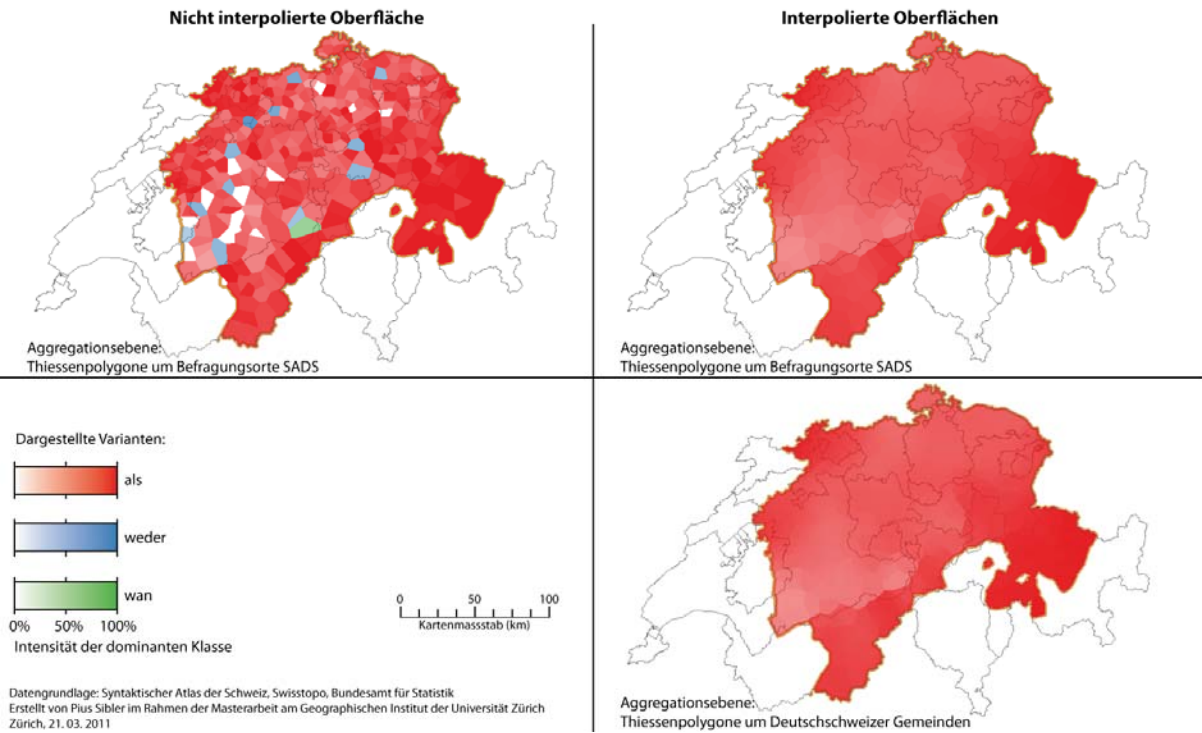 Nicht interpolierte Oberfläche
Aggregationsebene:
Thiessenpolygone um Befragungsorte SADS
Interpolierte Oberflächen
Aggregationsebene:
Thiessenpolygone um Befragungsorte SADS
Dargestellte Varianten:
als
weder
wan
0% 50% 100%
Intensität der dominanten Klasse
0 50 100
Kartenmassstab (km)
Datengrundlage: Syntaktischer Atlas der Schweiz, Swisstopo, Bundesamt für Statistik
Erstellt von Pius Sibler im Rahmen der Masterarbeit am Geographischen Institut der Universität Zürich
Zürich, 21. 03. 2011
Aggregationsebene:
Thiessenpolygone um Deutschschweizer Gemeinden